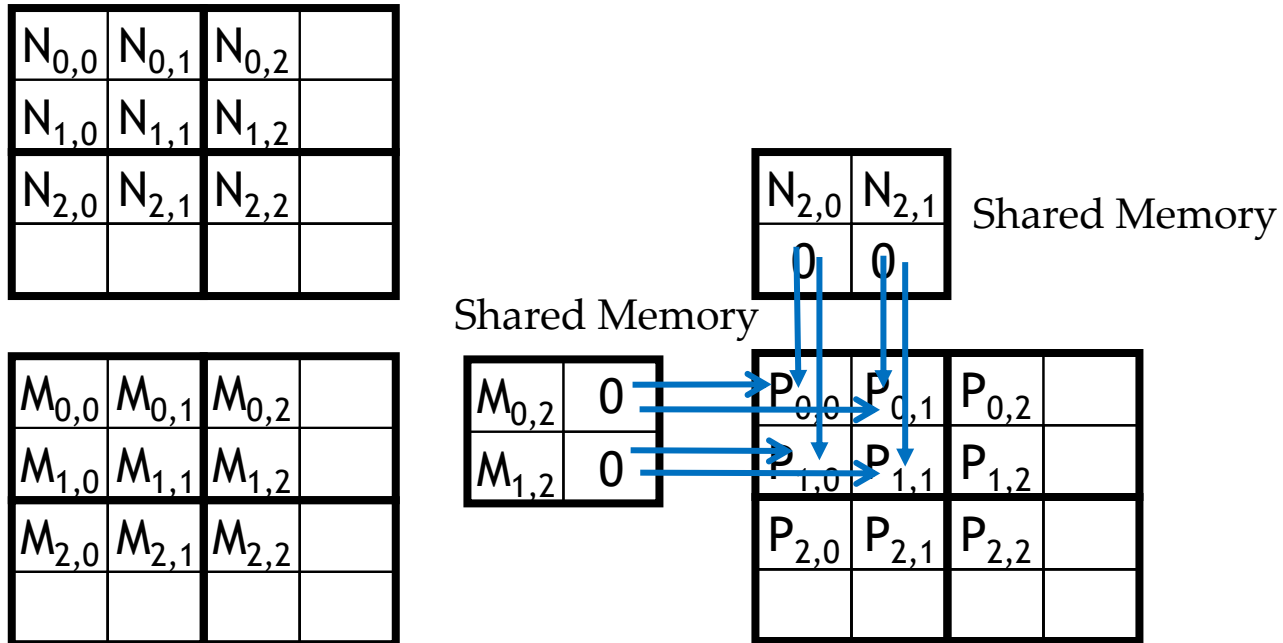 N0,0 N0,1 N0,2
N1,0 N1,1 N1,2
N2,0 N2,1 N2,2
N2,0 N2,1
0 0
Shared Memory
Shared Memory
M0,0 M0,1 M0,2
M1,0 M1,1 M1,2
M2,0 M2,1 M2,2
M0,2 0
M1,2 0
P0,0 P0,1 P0,2
P1,0 P1,1 P1,2
P2,0 P2,1 P2,2